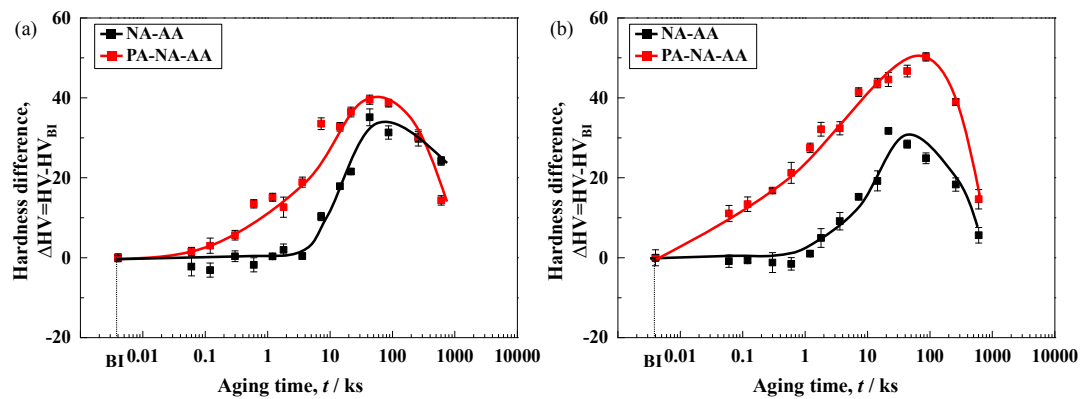 (a)
NA-AA
PA-NA-AA
60
40
20
0
-20
Hardness difference,
ΔHV=HV-HV_BI
BI
0.01
0.1
1
10
100
1000
10000
Aging time, t / ks
(b)
NA-AA
PA-NA-AA
60
40
20
0
-20
Hardness difference,
ΔHV=HV-HV_BI
BI
0.01
0.1
1
10
100
1000
10000
Aging time, t / ks